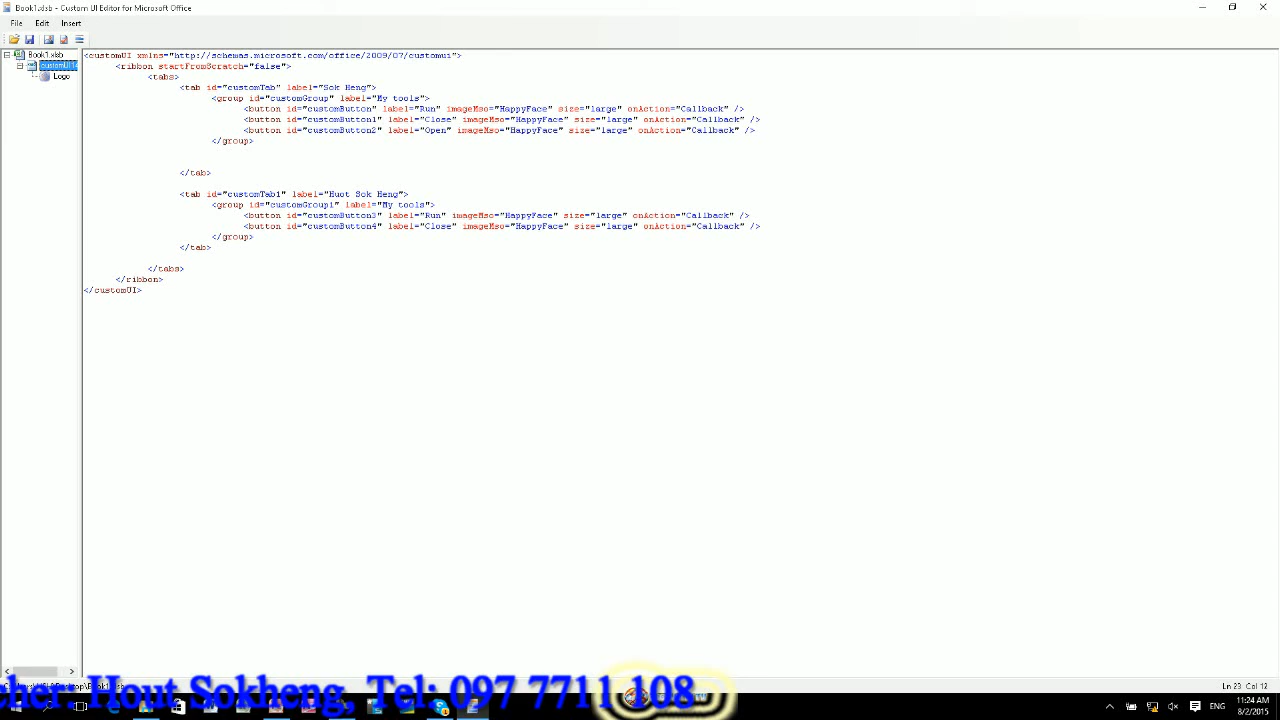 Book1.xlsb - Custom UI Editor for Microsoft Office
File Edit Insert
Book1.xlsb
customUI14
Logo
<customUI xmlns="http://schemas.microsoft.com/office/2009/07/customui">
<ribbon startFromScratch="false">
<tabs>
<tab id="customTab" label="Sok Heng">
<group id="customGroup" label="My tools">
<button id="customButton" label="Run" imageMso="HappyFace" size="large" onAction="Callback" />
<button id="customButton1" label="Close" imageMso="HappyFace" size="large" onAction="Callback" />
<button id="customButton2" label="Open" imageMso="HappyFace" size="large" onAction="Callback" />
</group>
</tab>
<tab id="customTab1" label="Huot Sok Heng">
<group id="customGroup1" label="My tools">
<button id="customButton3" label="Run" imageMso="HappyFace" size="large" onAction="Callback" />
<button id="customButton4" label="Close" imageMso="HappyFace" size="large" onAction="Callback" />
</group>
</tab>
</tabs>
</ribbon>
</customUI>
Ln 23 Col 12
cher: Hout Sokheng, Tel: 097 7711 108
ENG
11:24 AM
8/2/2015